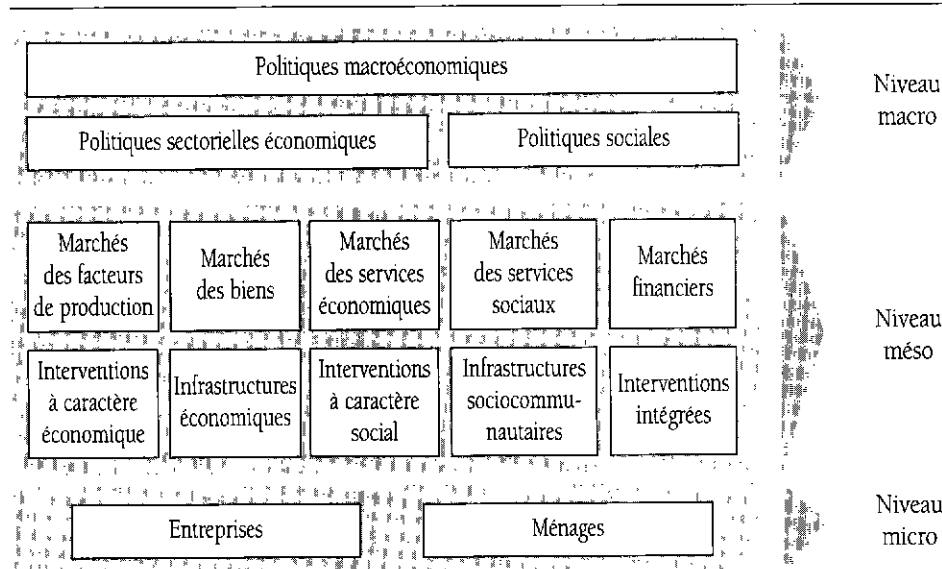 Politiques macroéconomiques
Niveau
macro
Politiques sectorielles économiques
Politiques sociales
Marchés
des facteurs
de production
Marchés
des biens
Marchés
des services
économiques
Marchés
des services
sociaux
Marchés
financiers
Niveau
méso
Interventions
à caractère
économique
Infrastructures
économiques
Interventions
à caractère
social
Infrastructures
sociocommu-
nautaires
Interventions
intégrées
Entreprises
Ménages
Niveau
micro